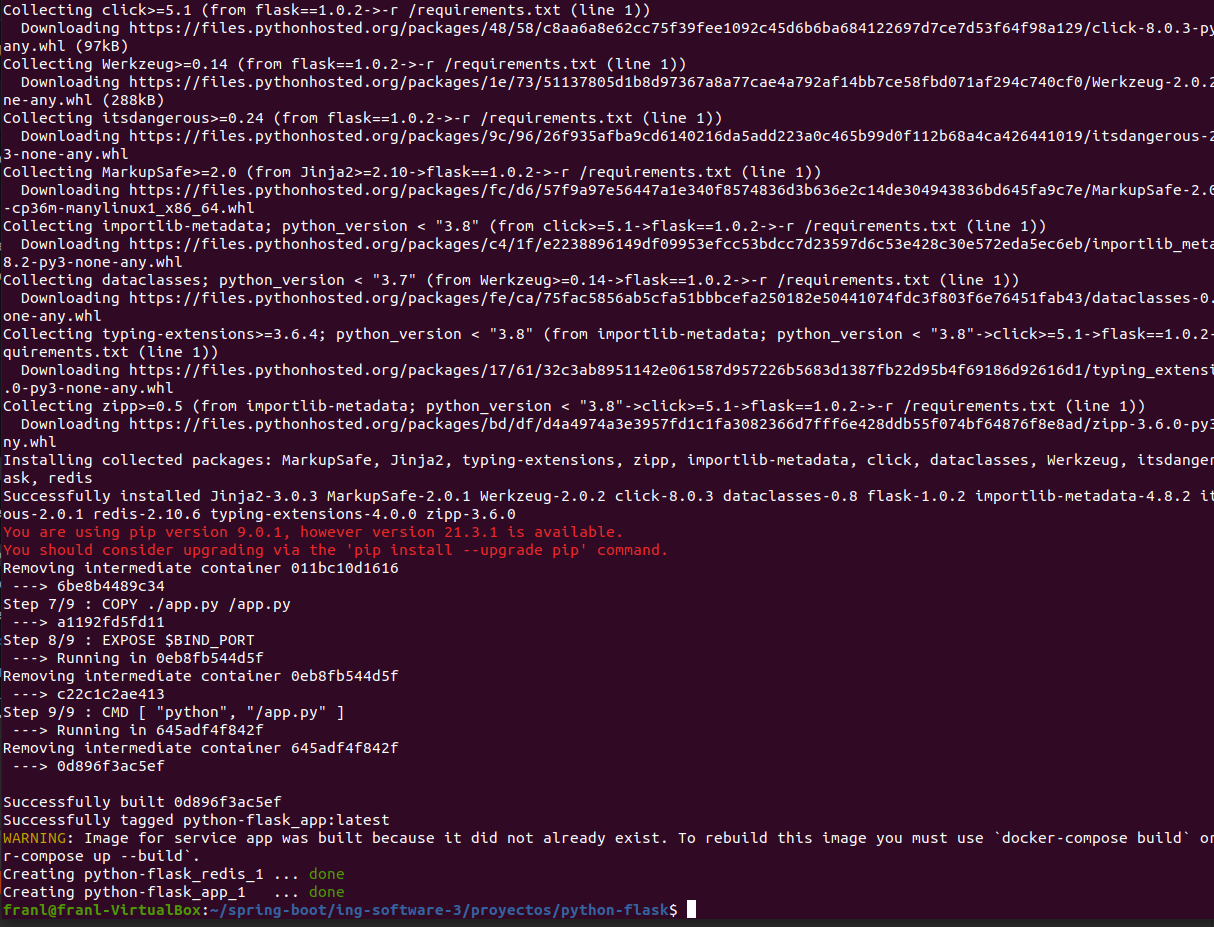 Collecting click>=5.1 (from flask==1.0.2->-r /requirements.txt (line 1))
  Downloading https://files.pythonhosted.org/packages/48/58/c8aa6a8e62cc75f39fee1092c45d6b6ba684122697d7ce7d53f64f98a129/click-8.0.3-py
any.whl (97kB)
Collecting Werkzeug>=0.14 (from flask==1.0.2->-r /requirements.txt (line 1))
  Downloading https://files.pythonhosted.org/packages/1e/73/51137805d1b8d97367a8a77cae4a792af14bb7ce58fbd071af294c740cf0/Werkzeug-2.0.2
ne-any.whl (288kB)
Collecting itsdangerous>=0.24 (from flask==1.0.2->-r /requirements.txt (line 1))
  Downloading https://files.pythonhosted.org/packages/9c/96/26f935afba9cd6140216da5add223a0c465b99d0f112b68a4ca426441019/itsdangerous-2
3-none-any.whl
Collecting MarkupSafe>=2.0 (from Jinja2>=2.10->flask==1.0.2->-r /requirements.txt (line 1))
  Downloading https://files.pythonhosted.org/packages/fc/d6/57f9a97e56447a1e340f8574836d3b636e2c14de304943836bd645fa9c7e/MarkupSafe-2.0
-cp36m-manylinux1_x86_64.whl
Collecting importlib-metadata; python_version < "3.8" (from click>=5.1->flask==1.0.2->-r /requirements.txt (line 1))
  Downloading https://files.pythonhosted.org/packages/c4/1f/e2238896149df09953efcc53bdcc7d23597d6c53e428c30e572eda5ec6eb/importlib_meta
8.2-py3-none-any.whl
Collecting dataclasses; python_version < "3.7" (from Werkzeug>=0.14->flask==1.0.2->-r /requirements.txt (line 1))
  Downloading https://files.pythonhosted.org/packages/fe/ca/75fac5856ab5cfa51bbbcefa250182e50441074fdc3f803f6e76451fab43/dataclasses-0.
one-any.whl
Collecting typing-extensions>=3.6.4; python_version < "3.8" (from importlib-metadata; python_version < "3.8"->click>=5.1->flask==1.0.2-
quirements.txt (line 1))
  Downloading https://files.pythonhosted.org/packages/17/61/32c3ab8951142e061587d957226b5683d1387fb22d95b4f69186d92616d1/typing_extensi
.0-py3-none-any.whl
Collecting zipp>=0.5 (from importlib-metadata; python_version < "3.8"->click>=5.1->flask==1.0.2->-r /requirements.txt (line 1))
  Downloading https://files.pythonhosted.org/packages/bd/df/d4a4974a3e3957fd1c1fa3082366d7fff6e428ddb55f074bf64876f8e8ad/zipp-3.6.0-py3
ny.whl
Installing collected packages: MarkupSafe, Jinja2, typing-extensions, zipp, importlib-metadata, click, dataclasses, Werkzeug, itsdanger
ask, redis
Successfully installed Jinja2-3.0.3 MarkupSafe-2.0.1 Werkzeug-2.0.2 click-8.0.3 dataclasses-0.8 flask-1.0.2 importlib-metadata-4.8.2 it
ous-2.0.1 redis-2.10.6 typing-extensions-4.0.0 zipp-3.6.0
You are using pip version 9.0.1, however version 21.3.1 is available.
You should consider upgrading via the 'pip install --upgrade pip' command.
Removing intermediate container 011bc10d1616
 ---> 6be8b4489c34
Step 7/9 : COPY ./app.py /app.py
 ---> a1192fd5fd11
Step 8/9 : EXPOSE $BIND_PORT
 ---> Running in 0eb8fb544d5f
Removing intermediate container 0eb8fb544d5f
 ---> c22c1c2ae413
Step 9/9 : CMD [ "python", "/app.py" ]
 ---> Running in 645adf4f842f
Removing intermediate container 645adf4f842f
 ---> 0d896f3ac5ef

Successfully built 0d896f3ac5ef
Successfully tagged python-flask_app:latest
WARNING: Image for service app was built because it did not already exist. To rebuild this image you must use `docker-compose build` or
r-compose up --build`.
Creating python-flask_redis_1 ... done
Creating python-flask_app_1   ... done
franl@franl-VirtualBox:~/spring-boot/ing-software-3/proyectos/python-flask$